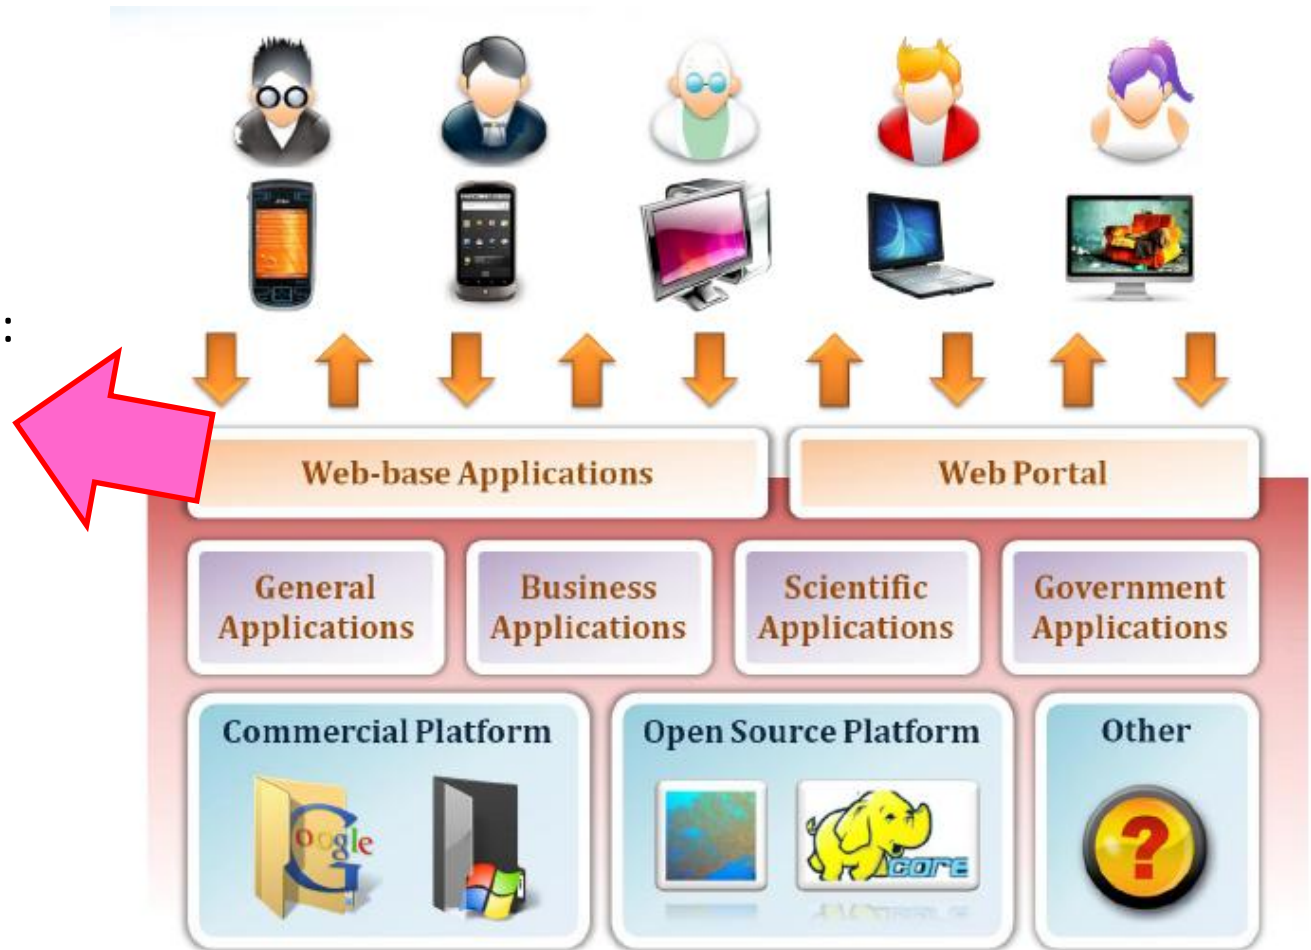 :
Web-base Applications
Web Portal
General
Applications
Business
Applications
Scientific
Applications
Government
Applications
Commercial Platform
Open Source Platform
Other
Google
core
?